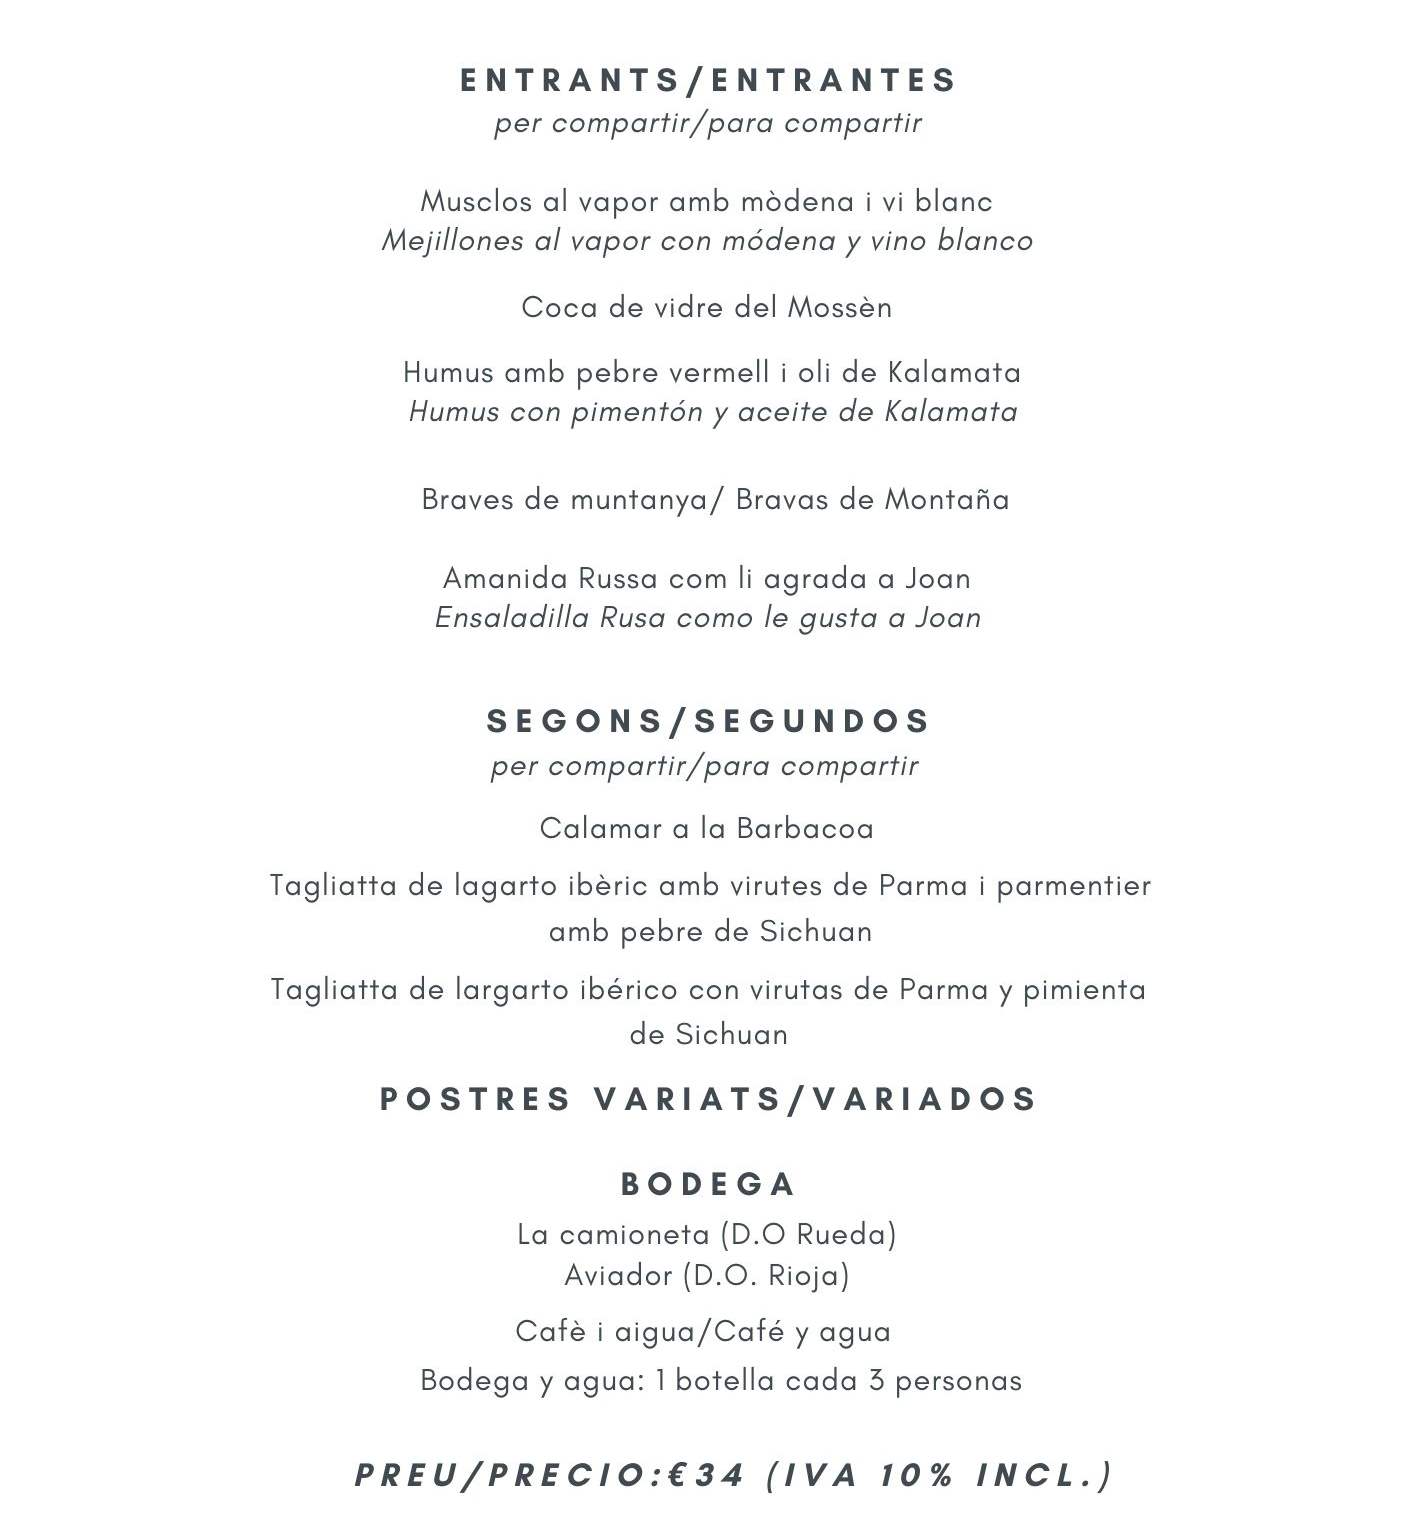 ENTRANTS/ENTRANTES
per compartir/para compartir
Musclos al vapor amb mòdena i vi blanc
Mejillones al vapor con módena y vino blanco
Coca de vidre del Mossèn
Humus amb pebre vermell i oli de Kalamata
Humus con pimentón y aceite de Kalamata
Braves de muntanya/ Bravas de Montaña
Amanida Russa com li agrada a Joan
Ensaladilla Rusa como le gusta a Joan
SEGONS/SEGUNDOS
per compartir/para compartir
Calamar a la Barbacoa
Tagliatta de lagarto ibèric amb virutes de Parma i parmentier
amb pebre de Sichuan
Tagliatta de largarto ibérico con virutas de Parma y pimienta
de Sichuan
POSTRES VARIATS/VARIADOS
BODEGA
La camioneta (D.O Rueda)
Aviador (D.O. Rioja)
Cafè i aigua/Café y agua
Bodega y agua: 1 botella cada 3 personas
PREU/PRECIO:€34 (IVA 10% INCL.)